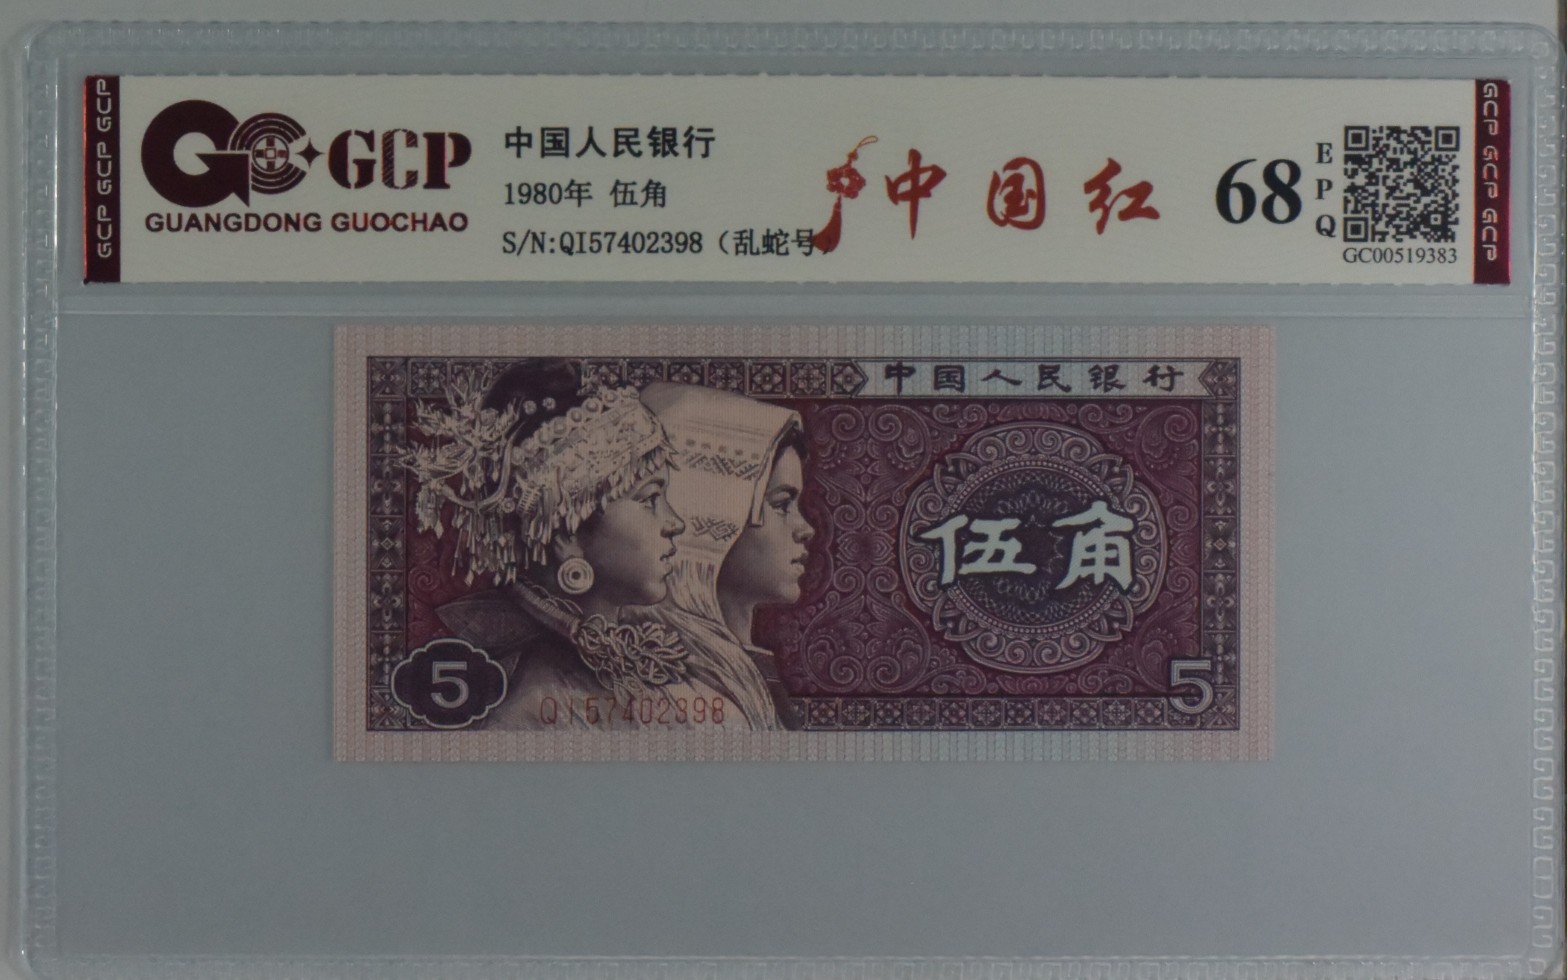 GCP GCP GCP
GCP
GUANGDONG GUOCHAO
中国人民银行
1980年 伍角
S/N:QI57402398（乱蛇号）
中国红
68
EPQ
GC00519383
GCP GCP GCP
中国人民银行
伍角
5
QI57402398
5